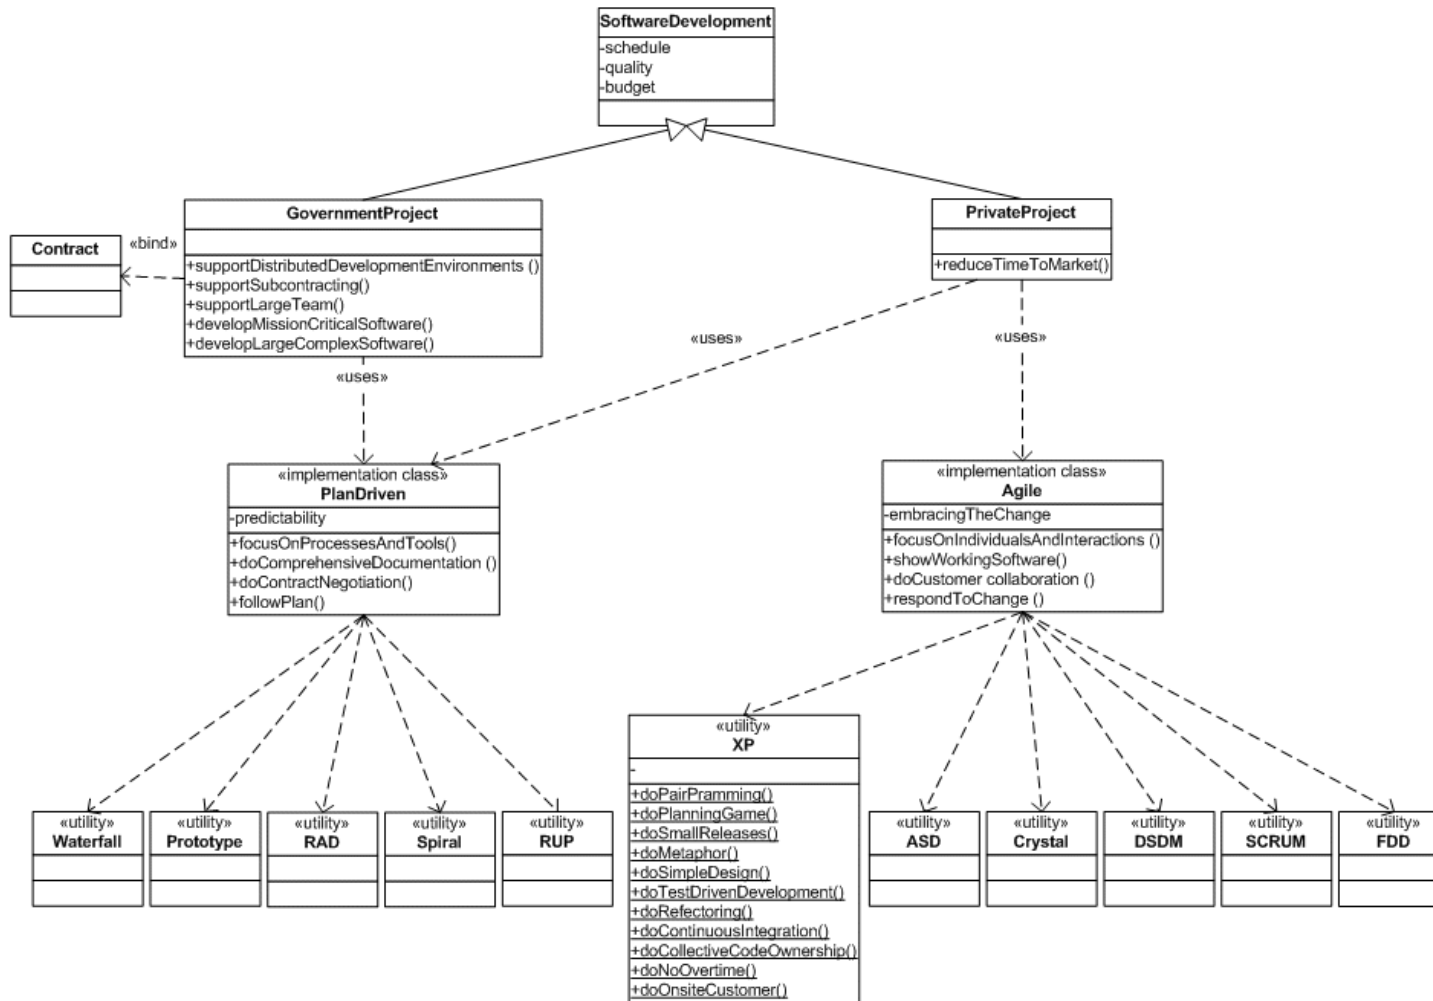 SoftwareDevelopment
-schedule
-quality
-budget
GovernmentProject
+supportDistributedDevelopmentEnvironments ()
+supportSubcontracting()
+supportLargeTeam()
+developMissionCriticalSoftware()
+developLargeComplexSoftware()
PrivateProject
+reduceTimeToMarket()
Contract
«bind»
«uses»
«uses»
«uses»
«implementation class»
PlanDriven
-predictability
+focusOnProcessesAndTools()
+doComprehensiveDocumentation ()
+doContractNegotiation()
+followPlan()
«implementation class»
Agile
-embracingTheChange
+focusOnIndividualsAndInteractions ()
+showWorkingSoftware()
+doCustomer collaboration ()
+respondToChange ()
«utility»
Waterfall
«utility»
Prototype
«utility»
RAD
«utility»
Spiral
«utility»
RUP
«utility»
XP
-
+doPairPramming()
+doPlanningGame()
+doSmallReleases()
+doMetaphor()
+doSimpleDesign()
+doTestDrivenDevelopment()
+doRefectoring()
+doContinuousIntegration()
+doCollectiveCodeOwnership()
+doNoOvertime()
+doOnsiteCustomer()
«utility»
ASD
«utility»
Crystal
«utility»
DSDM
«utility»
SCRUM
«utility»
FDD